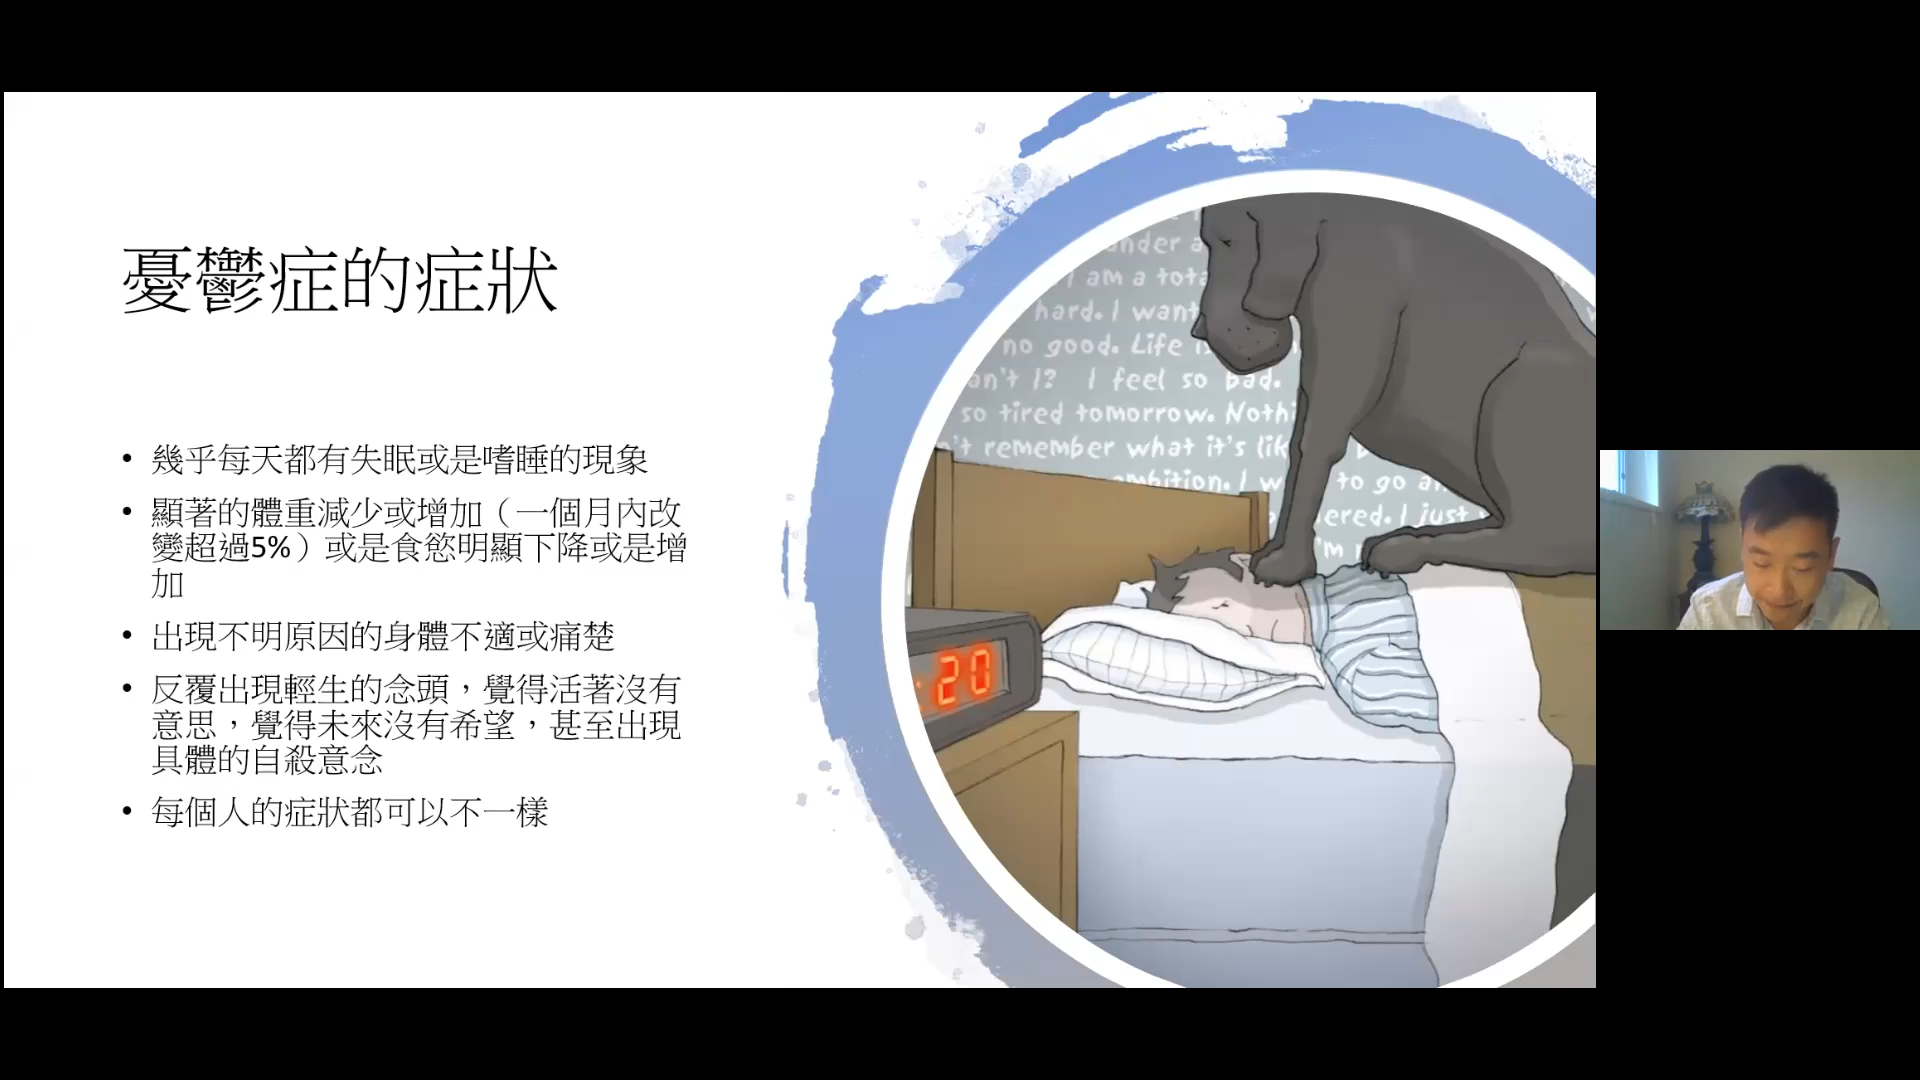 憂鬱症的症狀
• 幾乎每天都有失眠或是嗜睡的現象
• 顯著的體重減少或增加（一個月內改
變超過5%）或是食慾明顯下降或是增
加
• 出現不明原因的身體不適或痛楚
• 反覆出現輕生的念頭，覺得活著沒有
意思，覺得未來沒有希望，甚至出現
具體的自殺意念
• 每個人的症狀都可以不一樣
I am a
hard. I want
no good. Life
I? I feel so bad.
so tired tomorrow.
remember what it's
ambition. I to go
I just
20